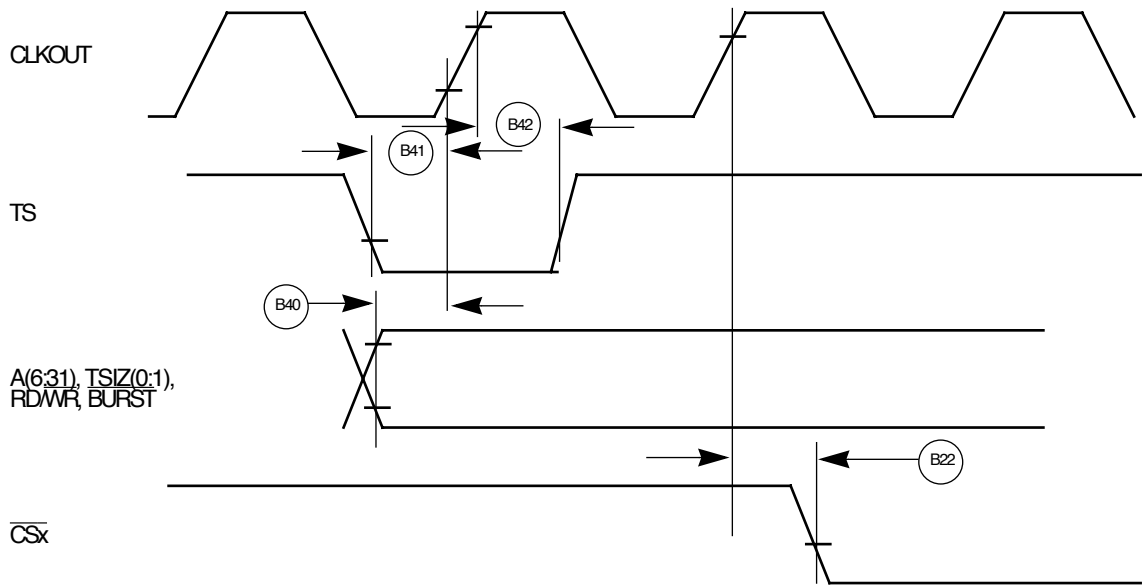 CLKOUT
B42
B41
TS
B40
A(6:31), TSIZ(0:1),
RD/WR, BURST
B22
CSx